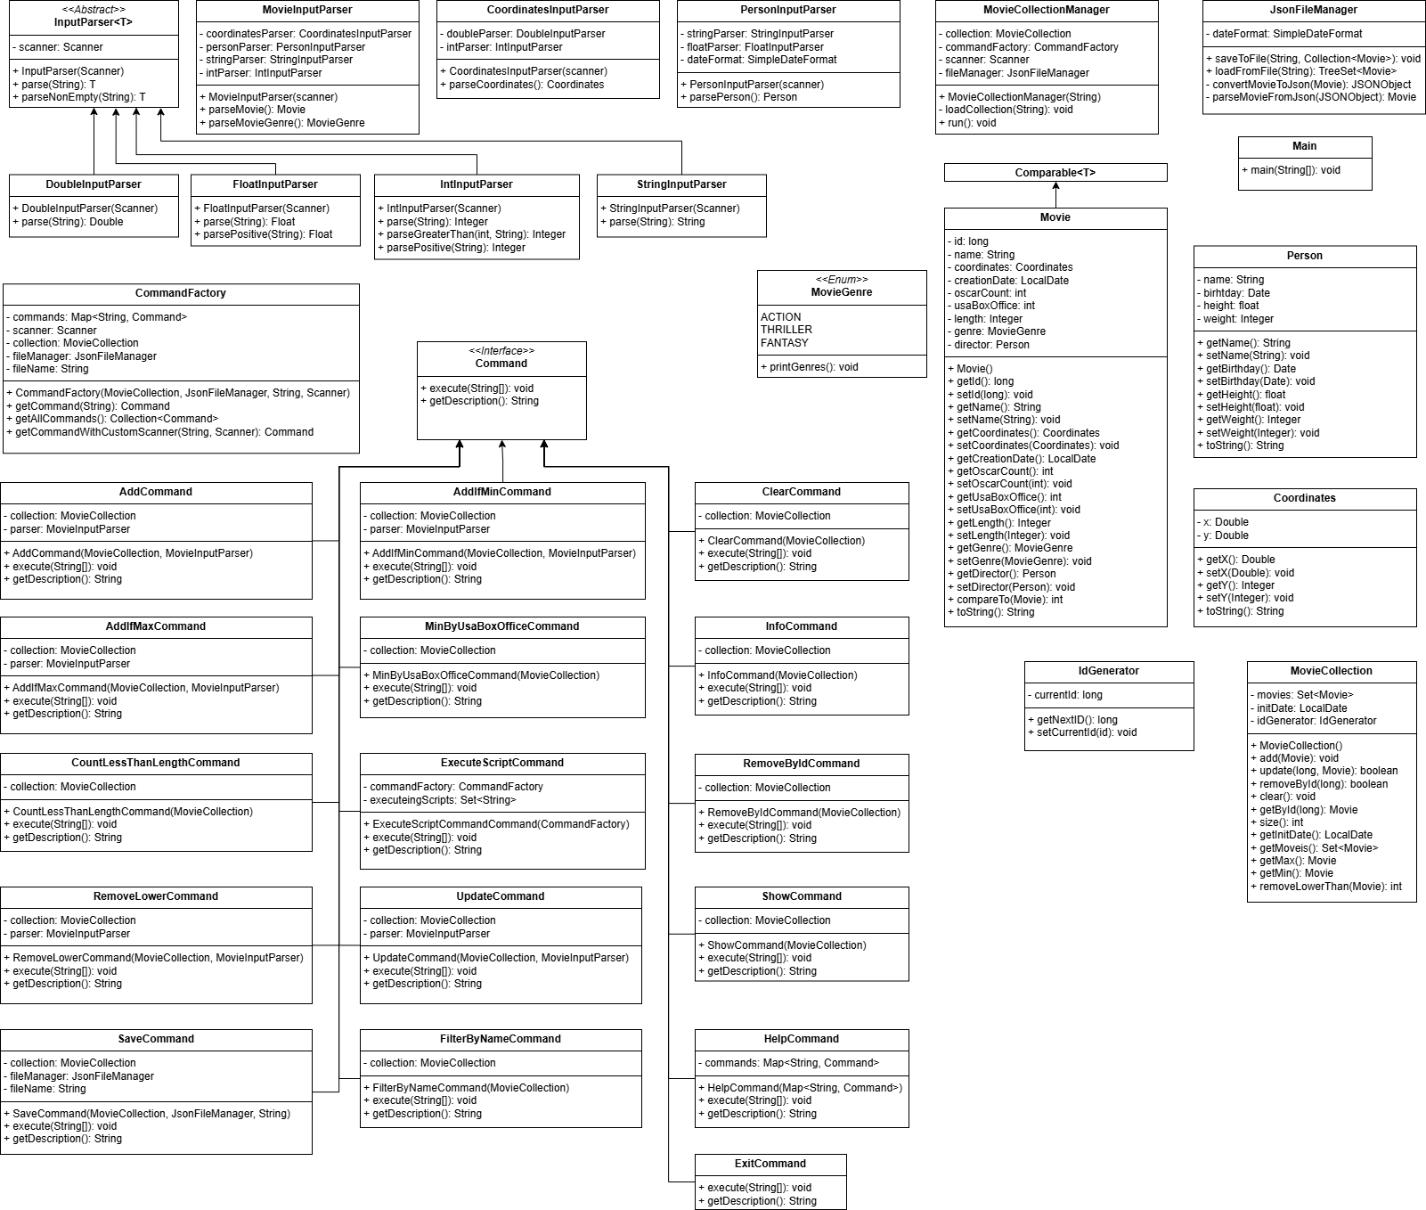 <<Abstract>>
InputParser<T>
- scanner: Scanner
+ InputParser(Scanner)
+ parse(String): T
+ parseNonEmpty(String): T
MovieInputParser
- coordinatesParser: CoordinatesInputParser
- personParser: PersonInputParser
- stringParser: StringInputParser
- intParser: IntInputParser
+ MovieInputParser(scanner)
+ parseMovie(): Movie
+ parseMovieGenre(): MovieGenre
CoordinatesInputParser
- doubleParser: DoubleInputParser
- intParser: IntInputParser
+ CoordinatesInputParser(scanner)
+ parseCoordinates(): Coordinates
PersonInputParser
- stringParser: StringInputParser
- floatParser: FloatInputParser
- dateFormat: SimpleDateFormat
+ PersonInputParser(scanner)
+ parsePerson(): Person
MovieCollectionManager
- collection: MovieCollection
- commandFactory: CommandFactory
- scanner: Scanner
- fileManager: JsonFileManager
+ MovieCollectionManager(String)
- loadCollection(String): void
+ run(): void
JsonFileManager
- dateFormat: SimpleDateFormat
+ saveToFile(String, Collection<Movie>): void
+ loadFromFile(String): TreeSet<Movie>
- convertMovieToJson(Movie): JSONObject
- parseMovieFromJson(JSONObject): Movie
Main
+ main(String[]): void
DoubleInputParser
+ DoubleInputParser(Scanner)
+ parse(String): Double
FloatInputParser
+ FloatInputParser(Scanner)
+ parse(String): Float
+ parsePositive(String): Float
IntInputParser
+ IntInputParser(Scanner)
+ parse(String): Integer
+ parseGreaterThan(int, String): Integer
+ parsePositive(String): Integer
StringInputParser
+ StringInputParser(Scanner)
+ parse(String): String
Comparable<T>
Movie
- id: long
- name: String
- coordinates: Coordinates
- creationDate: LocalDate
- oscarCount: int
- usaBoxOffice: int
- length: Integer
- genre: MovieGenre
- director: Person
+ Movie()
+ getId(): long
+ setId(long): void
+ getName(): String
+ setName(String): void
+ getCoordinates(): Coordinates
+ setCoordinates(Coordinates): void
+ getCreationDate(): LocalDate
+ getOscarCount(): int
+ setOscarCount(int): void
+ getUsaBoxOffice(): int
+ setUsaBoxOffice(int): void
+ getLength(): Integer
+ setLength(Integer): void
+ getGenre(): MovieGenre
+ setGenre(MovieGenre): void
+ getDirector(): Person
+ setDirector(Person): void
+ compareTo(Movie): int
+ toString(): String
Person
- name: String
- birhtday: Date
- height: float
- weight: Integer
+ getName(): String
+ setName(String): void
+ getBirthday(): Date
+ setBirthday(Date): void
+ getHeight(): float
+ setHeight(float): void
+ getWeight(): Integer
+ setWeight(Integer): void
+ toString(): String
CommandFactory
- commands: Map<String, Command>
- scanner: Scanner
- collection: MovieCollection
- fileManager: JsonFileManager
- fileName: String
+ CommandFactory(MovieCollection, JsonFileManager, String, Scanner)
+ getCommand(String): Command
+ getAllCommands(): Collection<Command>
+ getCommandWithCustomScanner(String, Scanner): Command
<<Interface>>
Command
+ execute(String[]): void
+ getDescription(): String
<<Enum>>
MovieGenre
ACTION
THRILLER
FANTASY
+ printGenres(): void
Coordinates
- x: Double
- y: Double
+ getX(): Double
+ setX(Double): void
+ getY(): Integer
+ setY(Integer): void
+ toString(): String
AddCommand
- collection: MovieCollection
- parser: MovieInputParser
+ AddCommand(MovieCollection, MovieInputParser)
+ execute(String[]): void
+ getDescription(): String
AddIfMinCommand
- collection: MovieCollection
- parser: MovieInputParser
+ AddIfMinCommand(MovieCollection, MovieInputParser)
+ execute(String[]): void
+ getDescription(): String
ClearCommand
- collection: MovieCollection
+ ClearCommand(MovieCollection)
+ execute(String[]): void
+ getDescription(): String
AddIfMaxCommand
- collection: MovieCollection
- parser: MovieInputParser
+ AddIfMaxCommand(MovieCollection, MovieInputParser)
+ execute(String[]): void
+ getDescription(): String
MinByUsaBoxOfficeCommand
- collection: MovieCollection
+ MinByUsaBoxOfficeCommand(MovieCollection)
+ execute(String[]): void
+ getDescription(): String
InfoCommand
- collection: MovieCollection
+ InfoCommand(MovieCollection)
+ execute(String[]): void
+ getDescription(): String
IdGenerator
- currentId: long
+ getNextID(): long
+ setCurrentId(id): void
MovieCollection
- movies: Set<Movie>
- initDate: LocalDate
- idGenerator: IdGenerator
+ MovieCollection()
+ add(Movie): void
+ update(long, Movie): boolean
+ removeById(long): boolean
+ clear(): void
+ getById(long): Movie
+ size(): int
+ getInitDate(): LocalDate
+ getMoveis(): Set<Movie>
+ getMax(): Movie
+ getMin(): Movie
+ removeLowerThan(Movie): int
CountLessThanLengthCommand
- collection: MovieCollection
+ CountLessThanLengthCommand(MovieCollection)
+ execute(String[]): void
+ getDescription(): String
ExecuteScriptCommand
- commandFactory: CommandFactory
- executeingScripts: Set<String>
+ ExecuteScriptCommandCommand(CommandFactory)
+ execute(String[]): void
+ getDescription(): String
RemoveByIdCommand
- collection: MovieCollection
+ RemoveByIdCommand(MovieCollection)
+ execute(String[]): void
+ getDescription(): String
RemoveLowerCommand
- collection: MovieCollection
- parser: MovieInputParser
+ RemoveLowerCommand(MovieCollection, MovieInputParser)
+ execute(String[]): void
+ getDescription(): String
UpdateCommand
- collection: MovieCollection
- parser: MovieInputParser
+ UpdateCommand(MovieCollection, MovieInputParser)
+ execute(String[]): void
+ getDescription(): String
ShowCommand
- collection: MovieCollection
+ ShowCommand(MovieCollection)
+ execute(String[]): void
+ getDescription(): String
SaveCommand
- collection: MovieCollection
- fileManager: JsonFileManager
- fileName: String
+ SaveCommand(MovieCollection, JsonFileManager, String)
+ execute(String[]): void
+ getDescription(): String
FilterByNameCommand
- collection: MovieCollection
+ FilterByNameCommand(MovieCollection)
+ execute(String[]): void
+ getDescription(): String
HelpCommand
- commands: Map<String, Command>
+ HelpCommand(Map<String, Command>)
+ execute(String[]): void
+ getDescription(): String
ExitCommand
+ execute(String[]): void
+ getDescription(): String